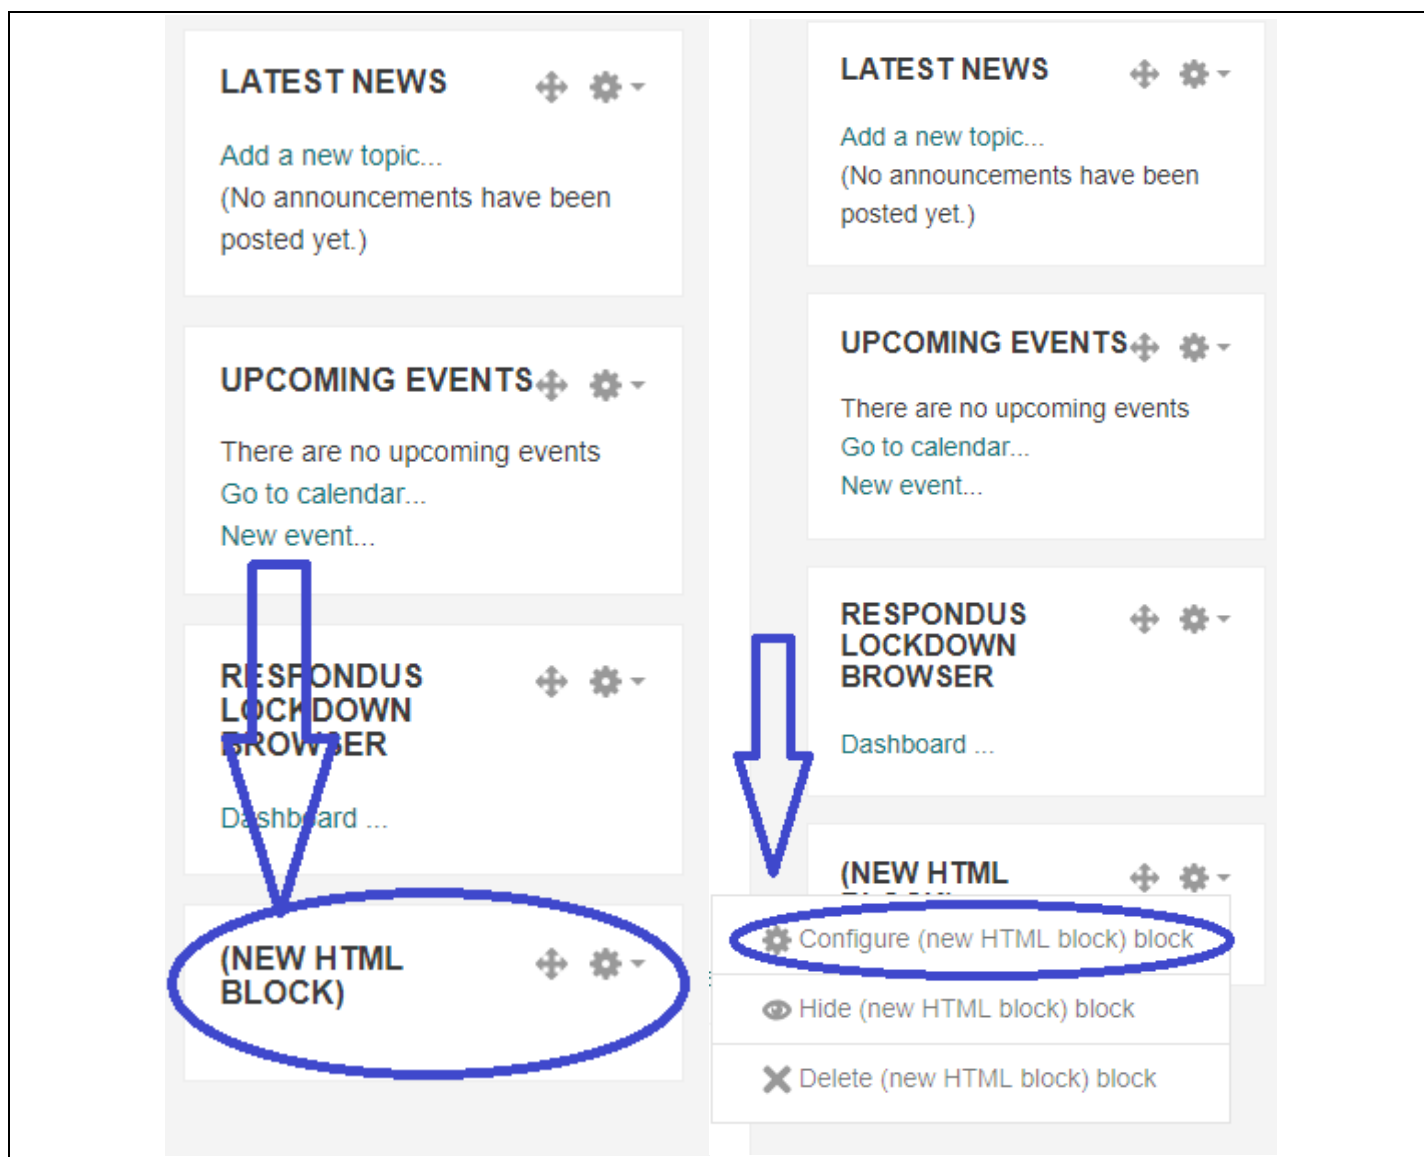 LATEST NEWS
Add a new topic...
(No announcements have been
posted yet.)
UPCOMING EVENTS
There are no upcoming events
Go to calendar...
New event...
RESPONDUS
LOCKDOWN
BROWSER
Dashboard ...
(NEW HTML
BLOCK)
LATEST NEWS
Add a new topic...
(No announcements have been
posted yet.)
UPCOMING EVENTS
There are no upcoming events
Go to calendar...
New event...
RESPONDUS
LOCKDOWN
BROWSER
Dashboard ...
(NEW HTML
Configure (new HTML block) block
Hide (new HTML block) block
Delete (new HTML block) block